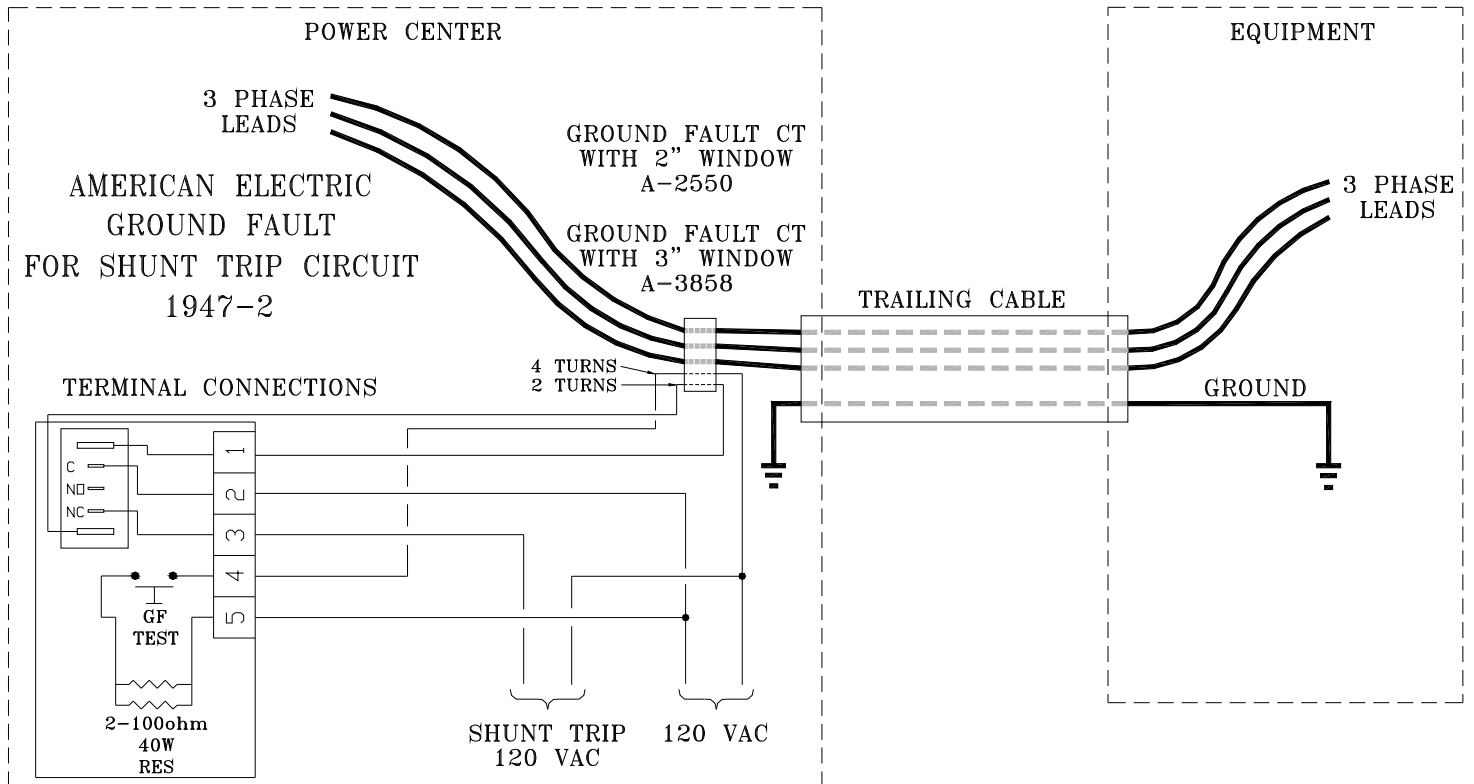 POWER CENTER
EQUIPMENT
3 PHASE
LEADS
GROUND FAULT CT
WITH 2" WINDOW
A-2550
AMERICAN ELECTRIC
GROUND FAULT
FOR SHUNT TRIP CIRCUIT
1947-2
GROUND FAULT CT
WITH 3" WINDOW
A-3858
3 PHASE
LEADS
TRAILING CABLE
4 TURNS
2 TURNS
TERMINAL CONNECTIONS
GROUND
C
NO
NC
1
2
3
4
5
GF
TEST
2-100ohm
40W
RES
SHUNT TRIP
120 VAC
120 VAC